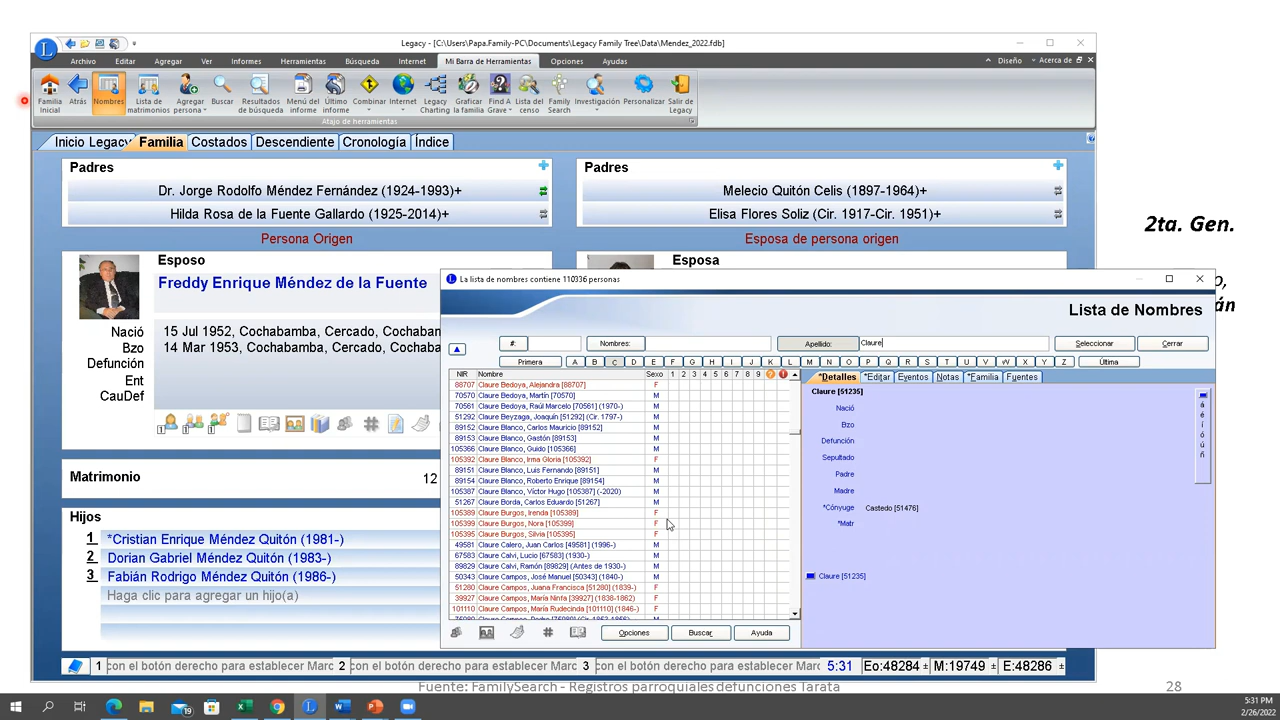 Legacy - [C:\Users\Papa.Family-PC\Documents\Legacy Family Tree\Data\Mendez_2022.fdb]
Archivo Editar Agregar Ver Informes Herramientas Búsqueda Internet Mi Barra de Herramientas Opciones Ayudas Diseño Acerca de
Familia inicial
Atrás
Nombres
Lista de matrimonios
Agregar persona
Buscar
Resultados de búsqueda
Menú del informe
Último informe
Combinar
Internet
Legacy Charting
Graficar la familia
Find A Grave
Lista del censo
Family Search
Investigación
Personalizar
Salir de Legacy
Atajo de herramientas
Inicio Legacy Familia Costados Descendiente Cronología Índice
Padres
Dr. Jorge Rodolfo Méndez Fernández (1924-1993)+
Hilda Rosa de la Fuente Gallardo (1925-2014)+
Persona Origen
Padres
Melecio Quitón Celis (1897-1964)+
Elisa Flores Soliz (Cir. 1917-Cir. 1951)+
Esposa de persona origen
2ta. Gen.
Esposo
Freddy Enrique Méndez de la Fuente
Nació 15 Jul 1952, Cochabamba, Cercado, Cochabam
Bzo 14 Mar 1953, Cochabamba, Cercado, Cochabam
Defunción
Ent
CauDef
Esposa
Matrimonio 12
Hijos
1 *Cristian Enrique Méndez Quitón (1981-)
2 Dorian Gabriel Méndez Quitón (1983-)
3 Fabián Rodrigo Méndez Quitón (1986-)
Haga clic para agregar un hijo(a)
La lista de nombres contiene 110336 personas
Lista de Nombres
#: Nombres: Apellido: Claure Seleccionar Cerrar
Primera A B C D E F G H I J K L M N O P Q R S T U V W X Y Z Última
NIR Nombre Sexo 1 2 3 4 5 6 7 8 9 ? !
88707 Claure Bedoya, Alejandra [88707] F
70570 Claure Bedoya, Martín [70570] M
70561 Claure Bedoya, Raúl Marcelo [70561] (1970-) M
51292 Claure Beyzaga, Joaquín [51292] (Cir. 1797- M
89152 Claure Blanco, Carlos Mauricio [89152] M
89153 Claure Blanco, Gastón [89153] M
105366 Claure Blanco, Guido [105366] M
105392 Claure Blanco, Irma Gloria [105392] F
89151 Claure Blanco, Luis Fernando [89151] M
89154 Claure Blanco, Roberto Enrique [89154] M
105387 Claure Blanco, Víctor Hugo [105387] (-2020) M
51267 Claure Borda, Carlos Eduardo [51267] M
105389 Claure Burgos, Irenda [105389] F
105399 Claure Burgos, Nora [105399] F
105395 Claure Burgos, Silvia [105395] F
49581 Claure Calero, Juan Carlos [49581] (1996-) M
67583 Claure Calvi, Lucio [67583] (1930-) M
89829 Claure Calvi, Ramón [89829] (Antes de 1930-) M
50343 Claure Campos, José Manuel [50343] (1840-) M
51280 Claure Campos, Juana Francisca [51280] (1839-) F
39927 Claure Campos, María Ninfa [39927] (1838-1862) F
101110 Claure Campos, María Rudecinda [101110] (1846-) F
Opciones Buscar Ayuda
*Detalles *Editar Eventos Notas *Familia Fuentes
Claure [51235]
Nació
Bzo
Defunción
Sepultado
Padre
Madre
*Cónyuge Castedo [51476]
*Matr
Claure [51235]
á
é
í
ó
ú
ñ
1 con el botón derecho para establecer Marc 2 con el botón derecho para establecer Marc 3 con el botón derecho para establecer Marc 5:31 Eo:48284 M:19749 E:48286
Fuente: FamilySearch - Registros parroquiales defunciones Tarata
28
5:31 PM
2/26/2022